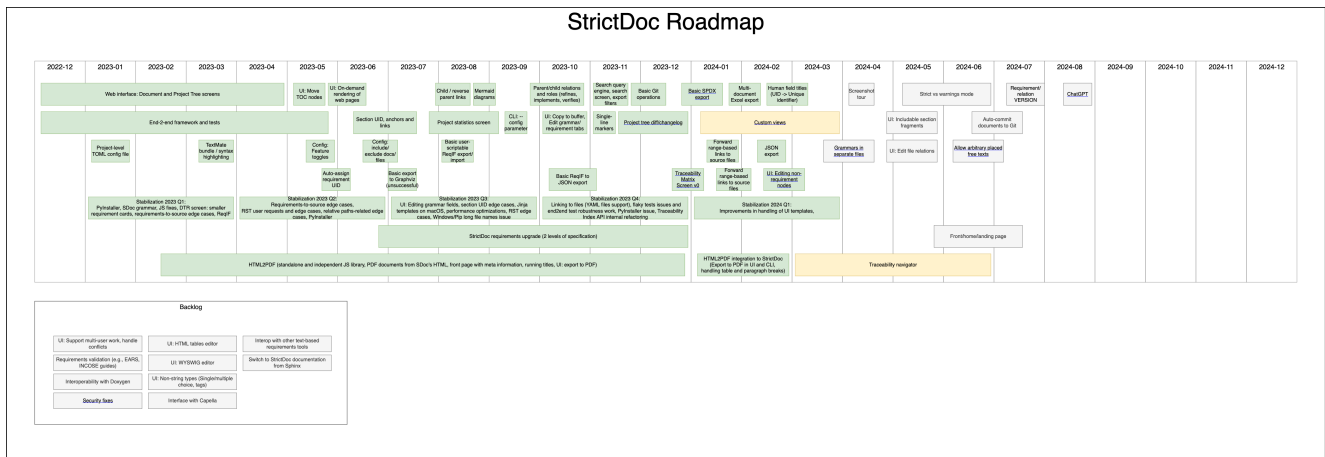 StrictDoc Roadmap
2022-12
2023-01
2023-02
2023-03
2023-04
2023-05
2023-06
2023-07
2023-08
2023-09
2023-10
2023-11
2023-12
2024-01
2024-02
2024-03
2024-04
2024-05
2024-06
2024-07
2024-08
2024-09
2024-10
2024-11
2024-12
2024-12
Web interface: Document and Project Tree screens
UI: Move
TOC nodes
UI: On-demand
rendering of
web pages
Child / reverse
parent links
Mermaid
diagrams
Parent/child relations
and roles (refines,
implements, verifies)
Search query
engine, search
screen, export
filters
Basic Git
operations
Basic SPDX
export
Multi-
document
Excel export
Human field titles
(UID -> Unique
identifier)
Screenshot
tour
Strict vs warnings mode
Requirement/
relation
VERSION
ChatGPT
End-2-end framework and tests
Section UID, anchors and
links
Project statistics screen
CLI: --
config
parameter
UI: Copy to buffer,
Edit grammar/
requirement tabs
Single-
line
markers
Project tree diff/changelog
Custom views
UI: Includable section
fragments
Auto-commit
documents to Git
Project-level
TOML config file
TextMate
bundle / syntax
highlighting
Config:
Feature
toggles
Config:
include/
exclude docs/
files
Basic user-
scriptable
ReqIF export/
import
Forward
range-based
links to
source files
JSON
export
Grammars in
separate files
UI: Edit file relations
Allow arbitrary placed
free texts
Auto-assign
requirement
UID
Basic export
to Graphviz
(unsuccessful)
Basic ReqIF to
JSON export
Traceability
Matrix
Screen v0
Forward
range-based
links to source
files
UI: Editing non-
requirement
nodes
Stabilization 2023 Q1:
PyInstaller, SDoc grammar, JS fixes, DTR screen: smaller
requirement cards, requirements-to-source edge cases, ReqIF
Stabilization 2023 Q2:
Requirements-to-source edge cases,
RST user requests and edge cases, relative paths-related edge
cases, PyInstaller
Stabilization 2023 Q3:
UI: Editing grammar fields, section UID edge cases, Jinja
templates on macOS, performance optimizations, RST edge
cases, Windows/Pip long file names issue
Stabilization 2023 Q4:
Linking to files (YAML files support), flaky tests issues and
end2end test robustness work, PyInstaller issue, Traceability
Index API internal refactoring
Stabilization 2024 Q1:
Improvements in handling of UI templates,
StrictDoc requirements upgrade (2 levels of specification)
Front/home/landing page
HTML2PDF (standalone and independent JS library, PDF documents from SDoc's HTML, front page with meta information, running titles, UI: export to PDF)
HTML2PDF integration to StrictDoc
(Export to PDF in UI and CLI,
handling table and paragraph breaks)
Traceability navigator
Backlog
UI: Support multi-user work, handle
conflicts
UI: HTML tables editor
Interop with other text-based
requirements tools
Requirements validation (e.g., EARS,
INCOSE guides)
UI: WYSWIG editor
Switch to StrictDoc documentation
from Sphinx
Interoperability with Doxygen
UI: Non-string types (Single/multiple
choice, tags)
Security fixes
Interface with Capella